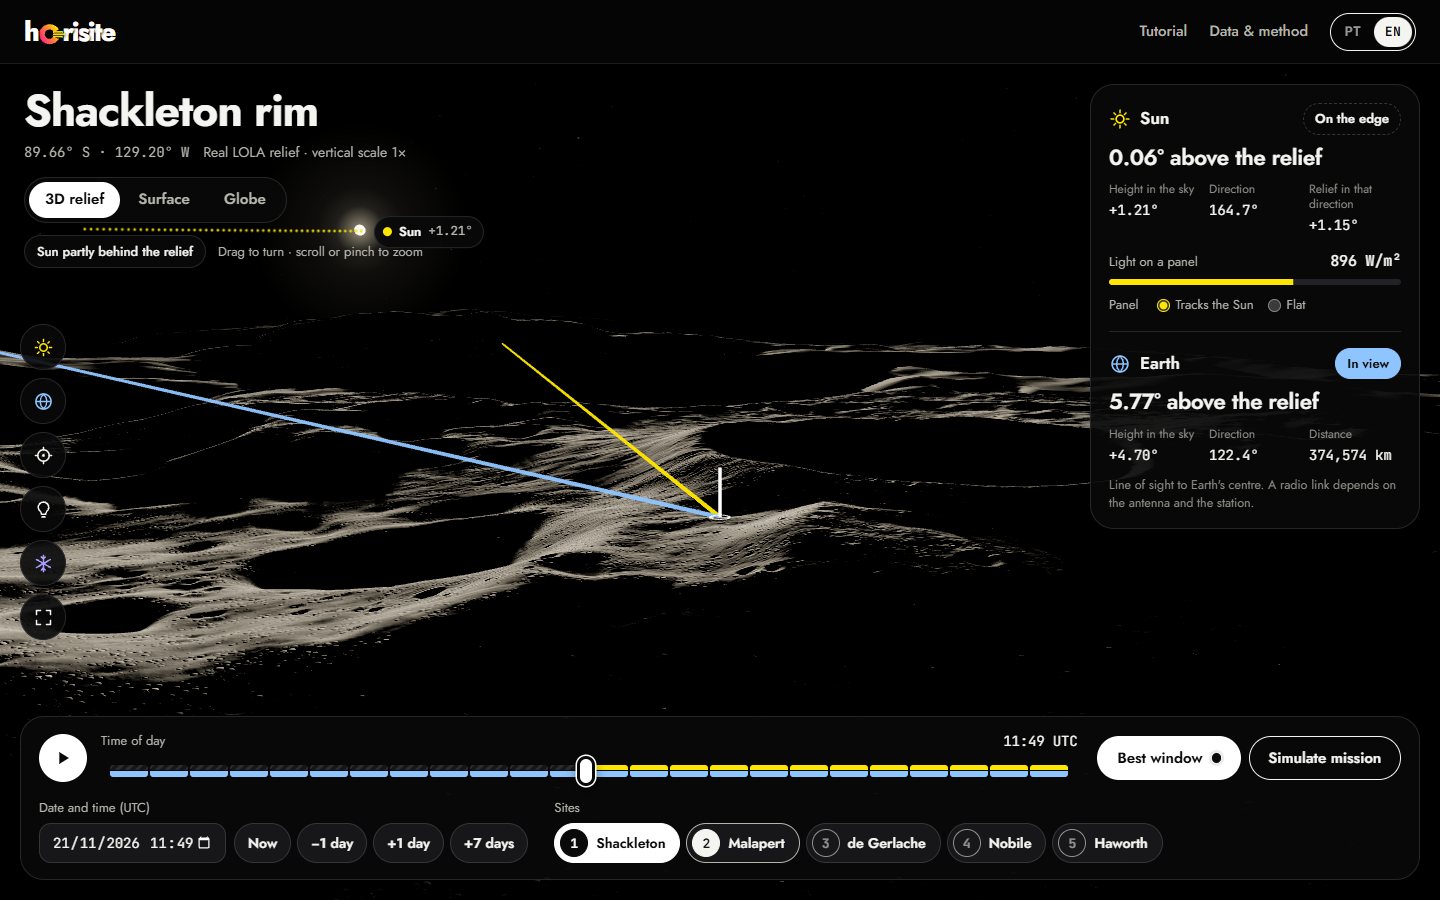 horisite
Tutorial
Data & method
PT
EN
Shackleton rim
89.66° S · 129.20° W Real LOLA relief · vertical scale 1×
3D relief
Surface
Globe
Sun +1.21°
Sun partly behind the relief
Drag to turn · scroll or pinch to zoom
Sun
On the edge
0.06° above the relief
Height in the sky
+1.21°
Direction
164.7°
Relief in that
direction
+1.15°
Light on a panel
896 W/m²
Panel
Tracks the Sun
Flat
Earth
In view
5.77° above the relief
Height in the sky
+4.70°
Direction
122.4°
Distance
374,574 km
Line of sight to Earth's centre. A radio link depends on
the antenna and the station.
Time of day
11:49 UTC
Best window
Simulate mission
Date and time (UTC)
21/11/2026 11:49
Now
−1 day
+1 day
+7 days
Sites
1 Shackleton
2 Malapert
3 de Gerlache
4 Nobile
5 Haworth